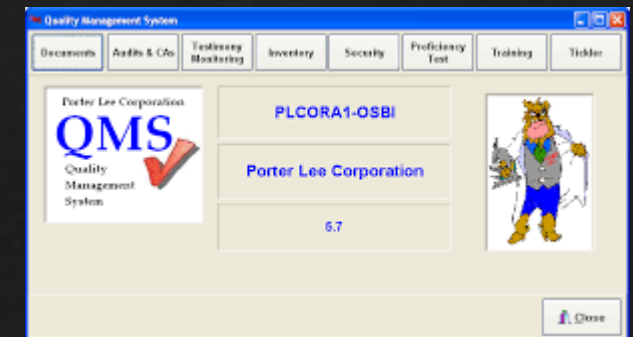 Quality Management System
Documents
Audits & CAs
Testimony
Monitoring
Inventory
Security
Proficiency
Test
Training
Tickler
Porter Lee Corporation
QMS
Quality
Management
System
PLCORA1-OSBI
Porter Lee Corporation
5.7
Close